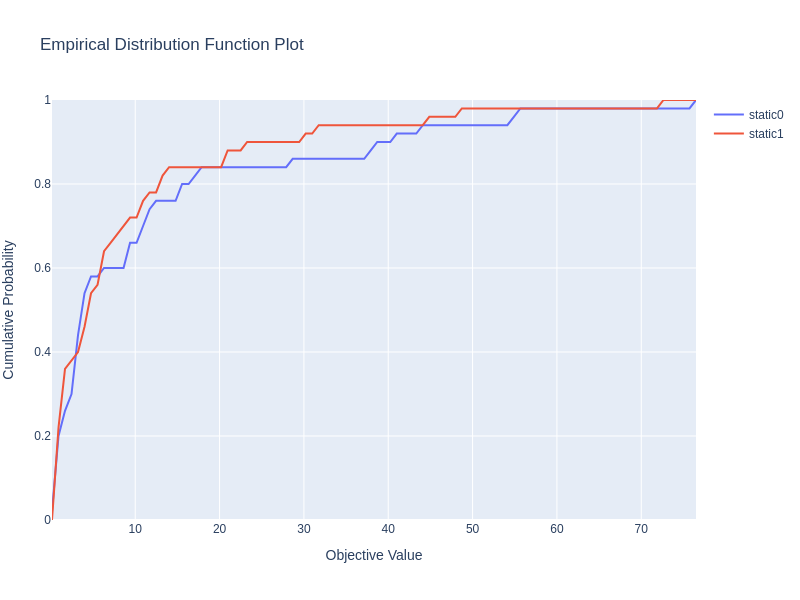 Empirical Distribution Function Plot
1
0.8
0.6
0.4
0.2
0
10
20
30
40
50
60
70
Objective Value
Cumulative Probability
static0
static1